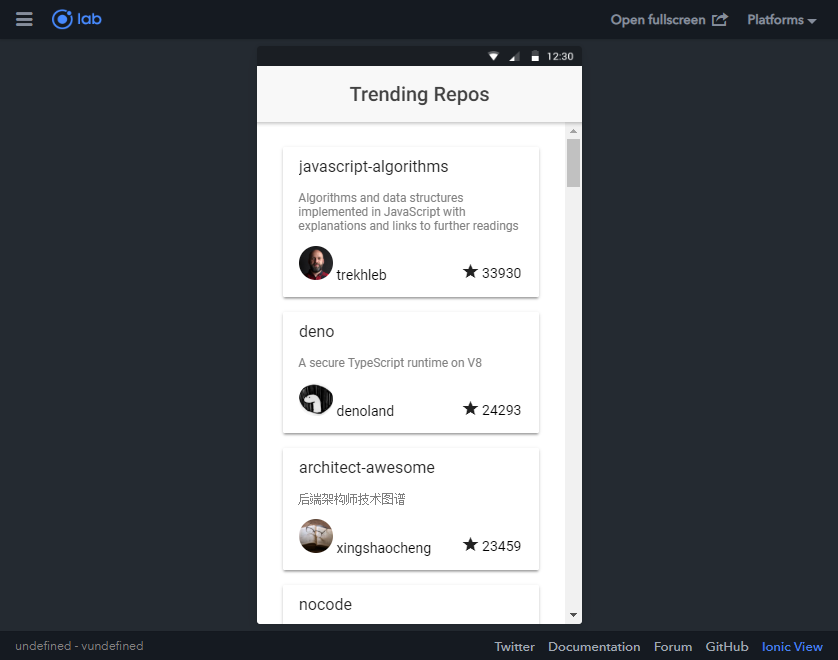 lab
Open fullscreen
Platforms
12:30
Trending Repos
javascript-algorithms
Algorithms and data structures
implemented in JavaScript with
explanations and links to further readings
trekhleb
33930
deno
A secure TypeScript runtime on V8
denoland
24293
architect-awesome
后端架构师技术图谱
xingshaocheng
23459
nocode
undefined - vundefined
Twitter
Documentation
Forum
GitHub
Ionic View